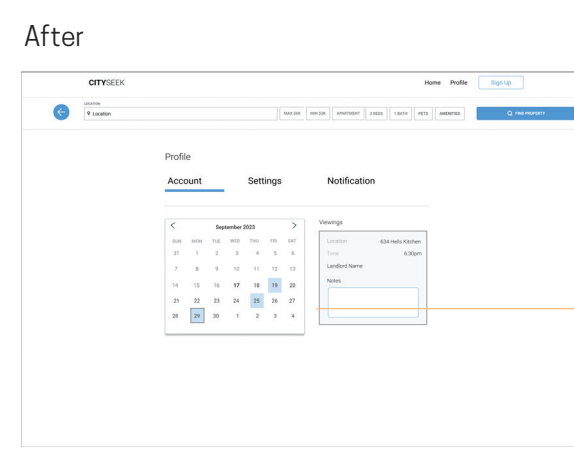 After
CITYSEEK Home Profile Sign Up
LOCATION
Location MAX $3K MIN $2K APARTMENT 2 BEDS 1 BATH PETS AMENITIES FIND PROPERTY
Profile
Account Settings Notification
September 2023
SUN MON TUE WED THU FRI SAT
31 1 2 3 4 5 6
7 8 9 10 11 12 13
14 15 16 17 18 19 20
21 22 23 24 25 26 27
28 29 30 1 2 3 4
Viewings
Location 634 Hells Kitchen
Time 6:30pm
Landlord Name
Notes